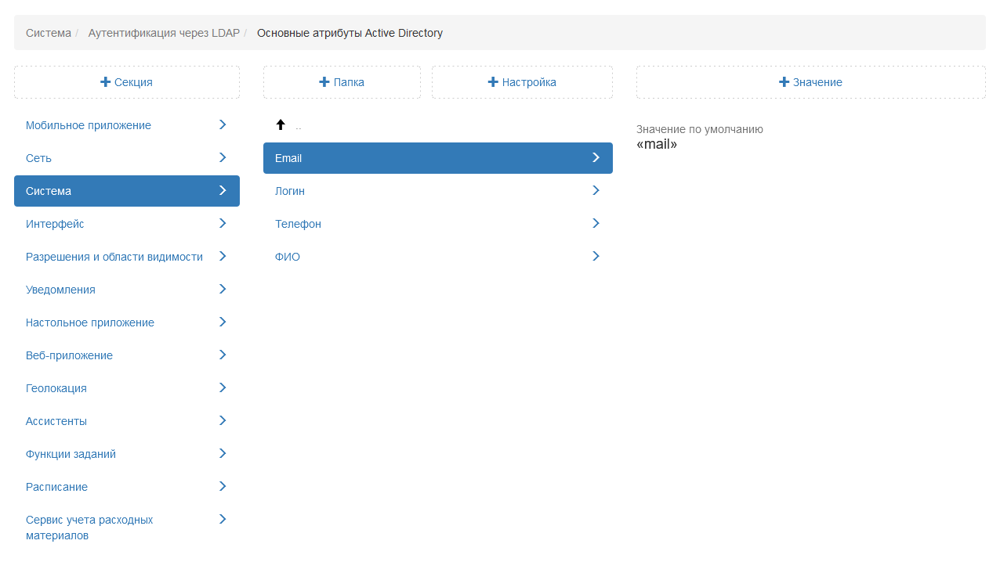 Система / Аутентификация через LDAP / Основные атрибуты Active Directory
Секция
Папка
Настройка
Значение
Мобильное приложение
Сеть
Система
Интерфейс
Разрешения и области видимости
Уведомления
Настольное приложение
Веб-приложение
Геолокация
Ассистенты
Функции заданий
Расписание
Сервис учета расходных
материалов
..
Email
Логин
Телефон
ФИО
Значение по умолчанию
«mail»